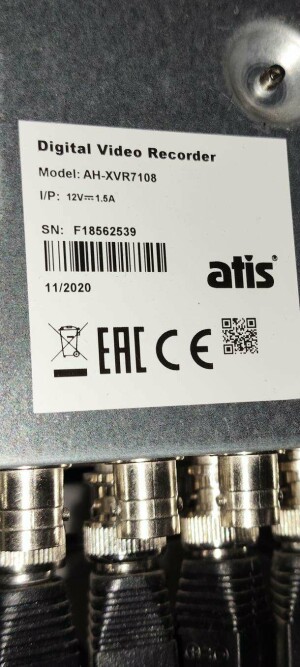 Digital Video Recorder
Model: AH-XVR7108
I/P: 12V⎓1.5A
SN: F18562539
11/2020
atis®
EAC CE